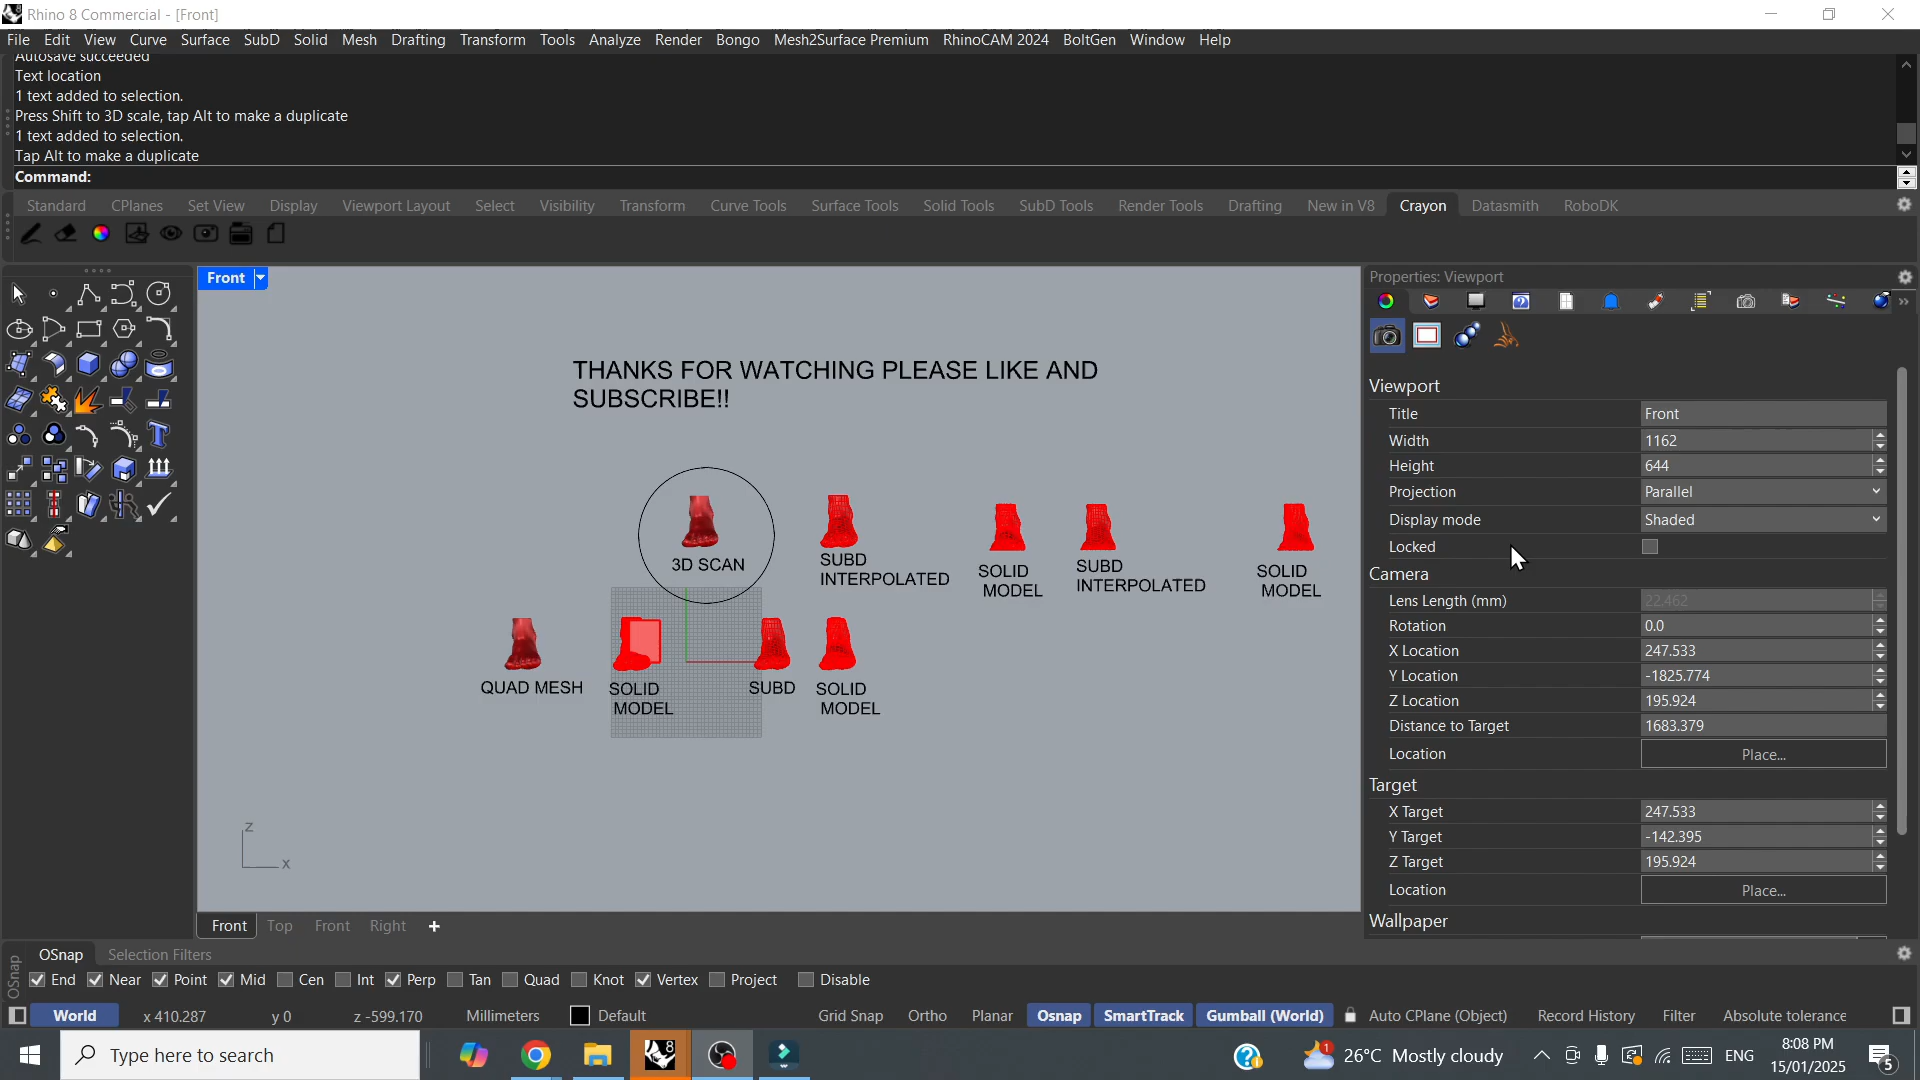 Rhino 8 Commercial - [Front]
File Edit View Curve Surface SubD Solid Mesh Drafting Transform Tools Analyze Render Bongo Mesh2Surface Premium RhinoCAM 2024 BoltGen Window Help
Autosave succeeded
Text location
1 text added to selection.
Press Shift to 3D scale, tap Alt to make a duplicate
1 text added to selection.
Tap Alt to make a duplicate
Command:
Standard CPlanes Set View Display Viewport Layout Select Visibility Transform Curve Tools Surface Tools Solid Tools SubD Tools Render Tools Drafting New in V8 Crayon Datasmith RoboDK
Front
THANKS FOR WATCHING PLEASE LIKE AND
SUBSCRIBE!!
3D SCAN
SUBD
INTERPOLATED
SOLID
MODEL
SUBD
INTERPOLATED
SOLID
MODEL
QUAD MESH
SOLID
MODEL
SUBD
SOLID
MODEL
z
x
Properties: Viewport
Viewport
Title Front
Width 1162
Height 644
Projection Parallel
Display mode Shaded
Locked
Camera
Lens Length (mm) 22.462
Rotation 0.0
X Location 247.533
Y Location -1825.774
Z Location 195.924
Distance to Target 1683.379
Location Place...
Target
X Target 247.533
Y Target -142.395
Z Target 195.924
Location Place...
Wallpaper
Front Top Front Right
OSnap
OSnap Selection Filters
End Near Point Mid Cen Int Perp Tan Quad Knot Vertex Project Disable
World x 410.287 y 0 z -599.170 Millimeters Default Grid Snap Ortho Planar Osnap SmartTrack Gumball (World) Auto CPlane (Object) Record History Filter Absolute tolerance
Type here to search
8
1
26°C Mostly cloudy
ENG
8:08 PM
15/01/2025
5